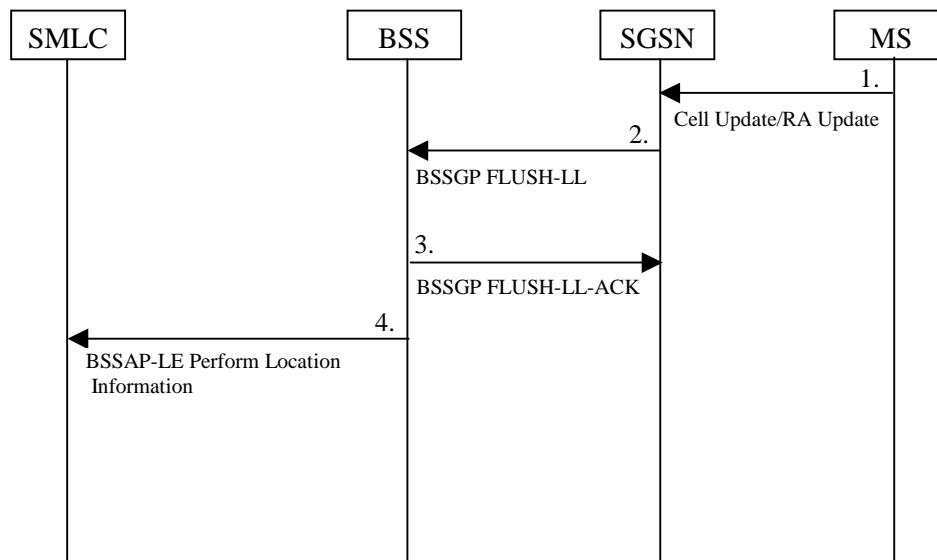 SMLC
BSS
SGSN
MS
1.
Cell Update/RA Update
2.
BSSGP FLUSH-LL
3.
BSSGP FLUSH-LL-ACK
4.
BSSAP-LE Perform Location
Information